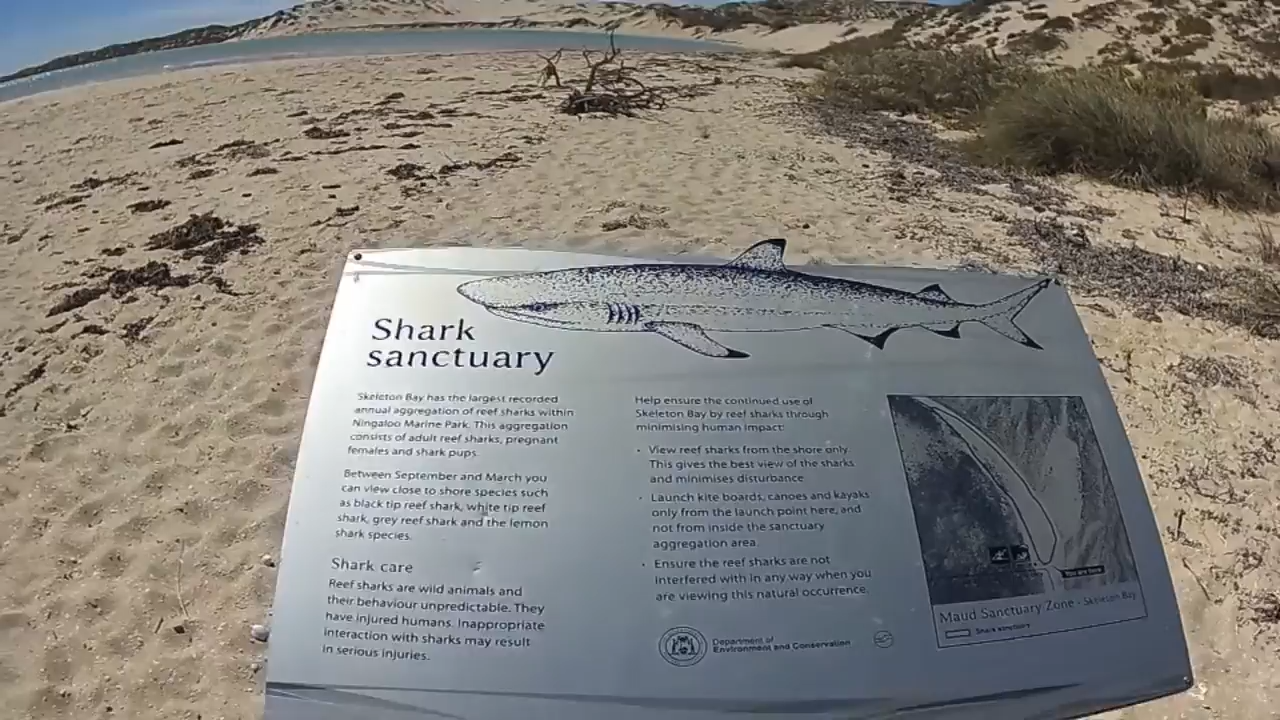 Shark
sanctuary
Skeleton Bay has the largest recorded
annual aggregation of reef sharks within
Ningaloo Marine Park. This aggregation
consists of adult reef sharks, pregnant
females and shark pups.
Between September and March you
can view close to shore species such
as black tip reef shark, white tip reef
shark, grey reef shark and the lemon
shark species.
Shark care
Reef sharks are wild animals and
their behaviour unpredictable. They
have injured humans. Inappropriate
interaction with sharks may result
in serious injuries.
Help ensure the continued use of
Skeleton Bay by reef sharks through
minimising human impact:
• View reef sharks from the shore only.
This gives the best view of the sharks
and minimises disturbance
• Launch kite boards, canoes and kayaks
only from the launch point here, and
not from inside the sanctuary
aggregation area.
• Ensure the reef sharks are not
interfered with in any way when you
are viewing this natural occurrence.
Department of
Environment and Conservation
You are here
Maud Sanctuary Zone - Skeleton Bay
Shark sanctuary